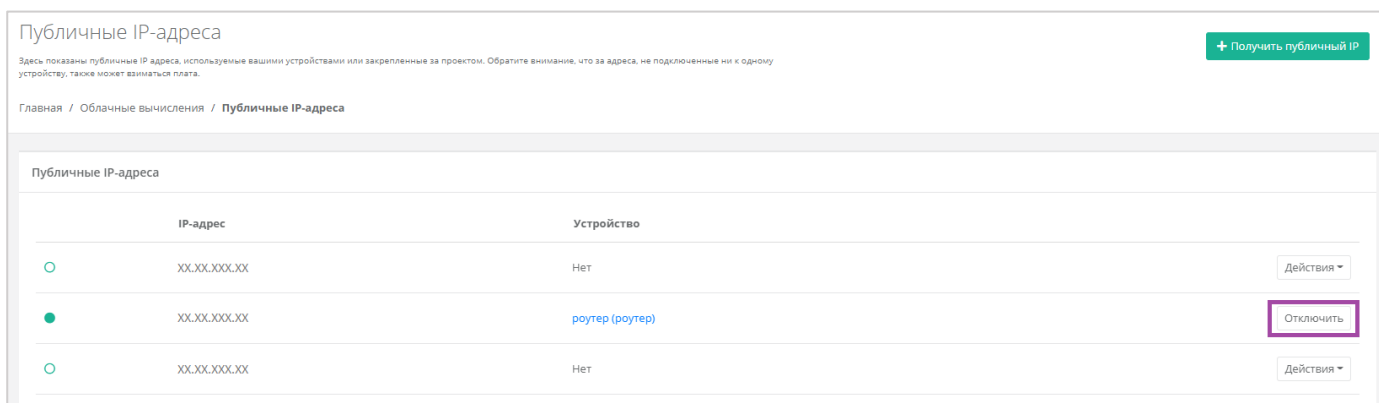 Публичные IP-адреса
+ Получить публичный IP
Здесь показаны публичные IP адреса, используемые вашими устройствами или закрепленные за проектом. Обратите внимание, что за адреса, не подключенные ни к одному
устройству, также может взиматься плата.
Главная / Облачные вычисления / Публичные IP-адреса
Публичные IP-адреса
IP-адрес Устройство
XX.XX.XXX.XX Нет Действия
XX.XX.XXX.XX роутер (роутер) Отключить
XX.XX.XXX.XX Нет Действия